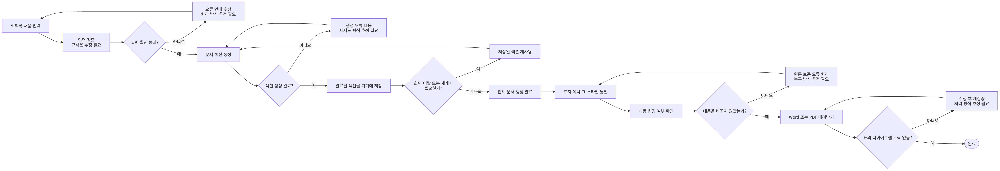 회의록 내용 입력
입력 검증
규칙은 추정 필요
입력 확인 통과?
아니오
예
오류 안내·수정
처리 방식 추정 필요
문서 섹션 생성
섹션 생성 완료?
아니오
예
생성 오류 대응
재시도 방식 추정 필요
완료된 섹션을 기기에 저장
화면 이탈 또는 재개가
필요한가?
예
아니오
저장된 섹션 재사용
전체 문서 생성 완료
표지·목차·표 스타일 통일
내용 변경 여부 확인
내용을 바꾸지 않았는가?
아니오
예
원문 보존 오류 처리
복구 방식 추정 필요
Word 또는 PDF 내려받기
표와 다이어그램 누락 없음?
아니오
예
수정 후 재검증
처리 방식 추정 필요
완료